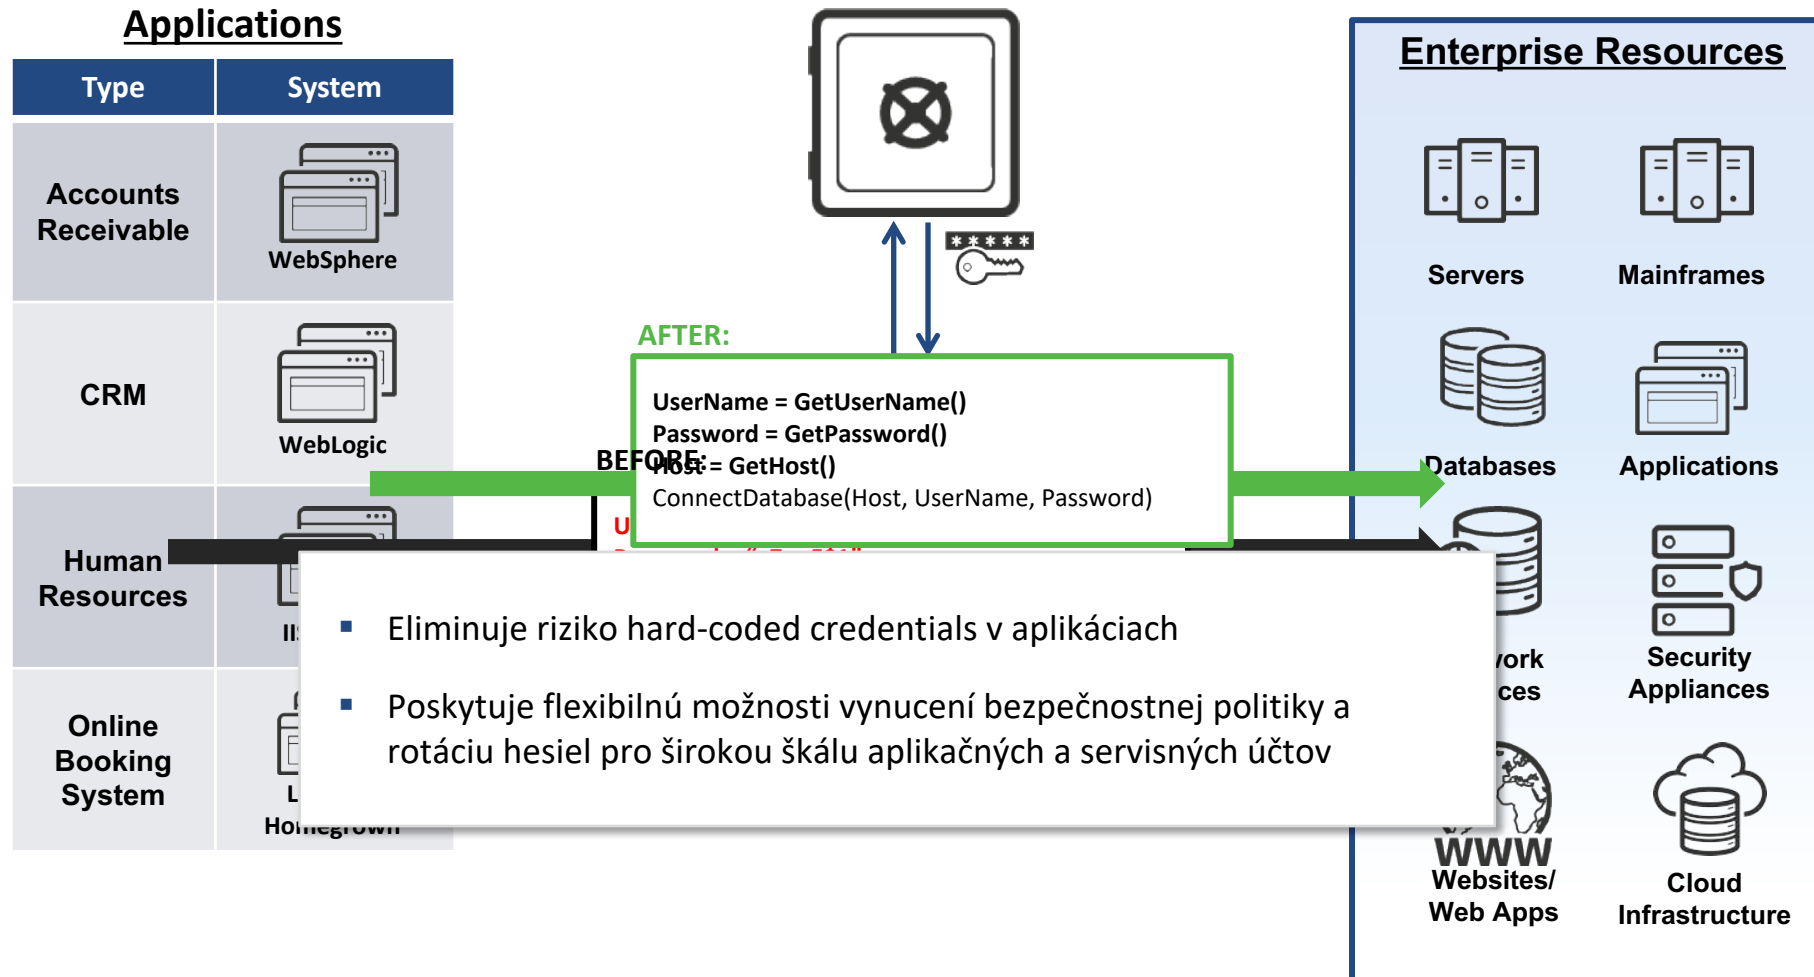 Applications
Type
System
Accounts
Receivable
WebSphere
CRM
WebLogic
Human
Resources
Online
Booking
System
Homegrown
*****
AFTER:
UserName = GetUserName()
Password = GetPassword()
Host = GetHost()
ConnectDatabase(Host, UserName, Password)
BEFORE:
Eliminuje riziko hard-coded credentials v aplikáciach
Poskytuje flexibilnú možnosti vynucení bezpečnostnej politiky a
rotáciu hesiel pro širokou škálu aplikačných a servisných účtov
Enterprise Resources
Servers
Mainframes
Databases
Applications
Security
Appliances
WWW
Websites/
Web Apps
Cloud
Infrastructure